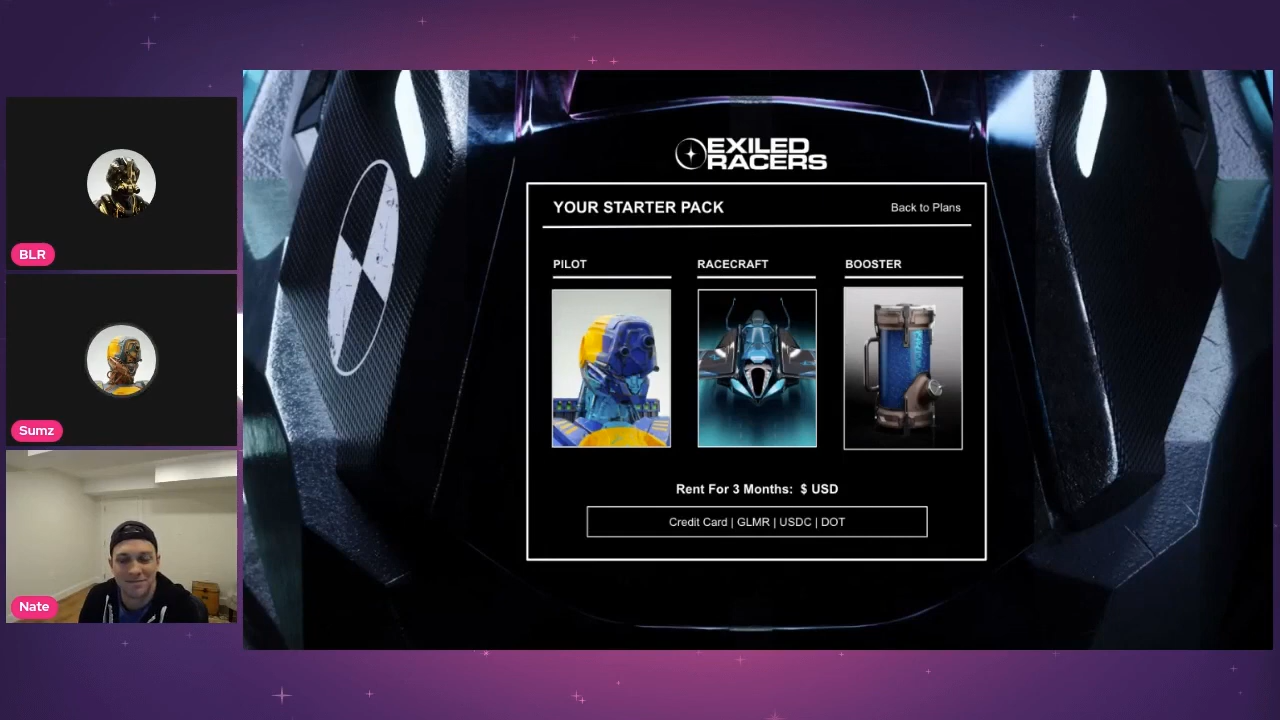 EXILED
RACERS
YOUR STARTER PACK
Back to Plans
PILOT
RACECRAFT
BOOSTER
Rent For 3 Months: $ USD
Credit Card | GLMR | USDC | DOT
BLR
Sumz
Nate